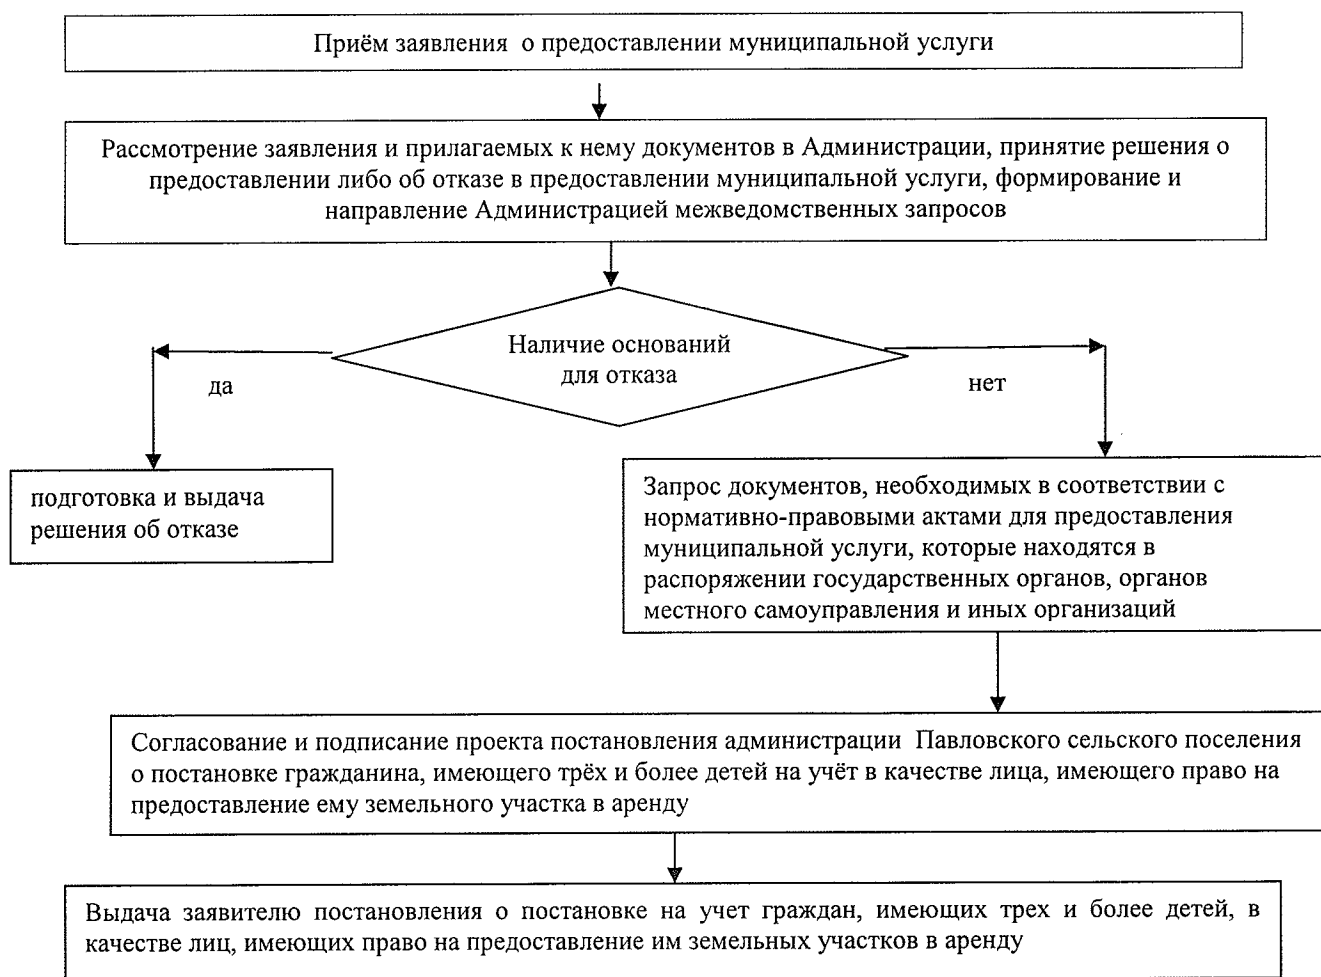 Приём заявления о предоставлении муниципальной услуги
Рассмотрение заявления и прилагаемых к нему документов в Администрации, принятие решения о
предоставлении либо об отказе в предоставлении муниципальной услуги, формирование и
направление Администрацией межведомственных запросов
Наличие оснований
для отказа
да
нет
подготовка и выдача
решения об отказе
Запрос документов, необходимых в соответствии с
нормативно-правовыми актами для предоставления
муниципальной услуги, которые находятся в
распоряжении государственных органов, органов
местного самоуправления и иных организаций
Согласование и подписание проекта постановления администрации Павловского сельского поселения
о постановке гражданина, имеющего трёх и более детей на учёт в качестве лица, имеющего право на
предоставление ему земельного участка в аренду
Выдача заявителю постановления о постановке на учет граждан, имеющих трех и более детей, в
качестве лиц, имеющих право на предоставление им земельных участков в аренду